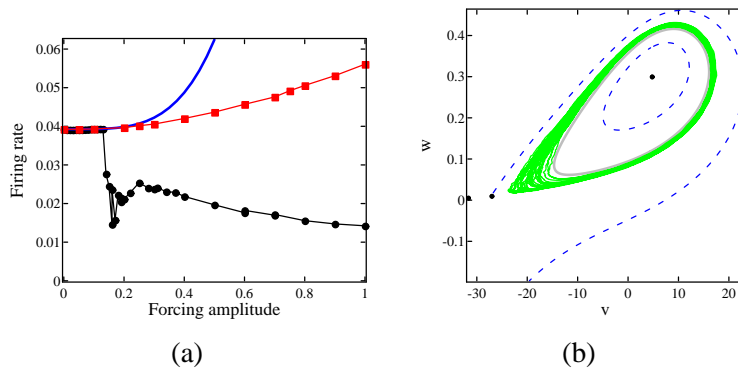 0.06
0.05
0.04
0.03
0.02
0.01
0
0 0.2 0.4 0.6 0.8 1
Firing rate
Forcing amplitude
(a)
0.4
0.3
0.2
0.1
0
-0.1
-30 -20 -10 0 10 20
w
v
(b)